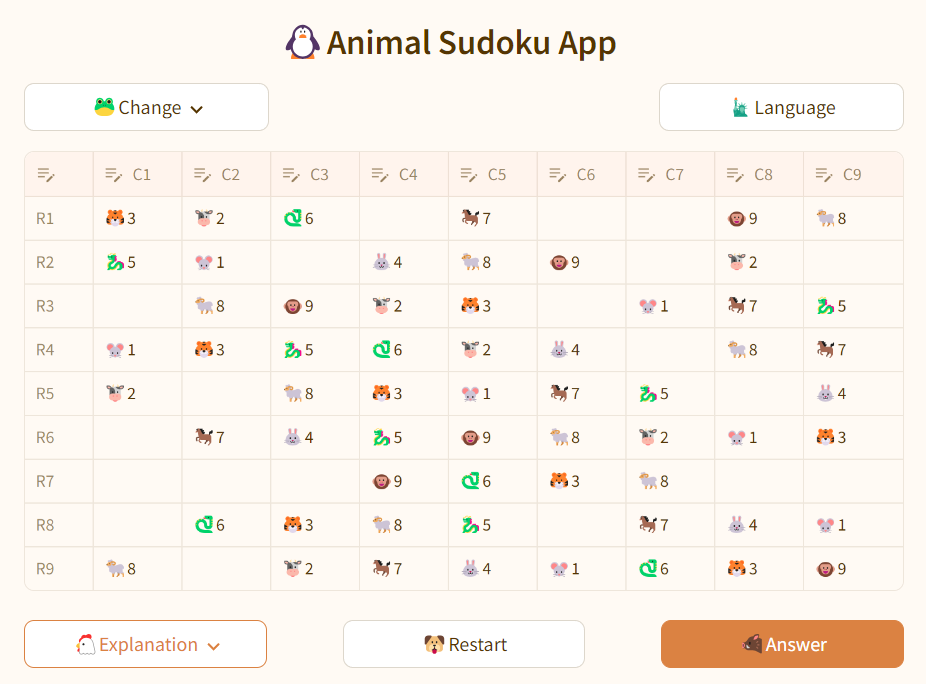 Animal Sudoku App
Change
Language
C1 C2 C3 C4 C5 C6 C7 C8 C9
R1 3 2 6 7 9 8
R2 5 1 4 8 9 2
R3 8 9 2 3 1 7 5
R4 1 3 5 6 2 4 8 7
R5 2 8 3 1 7 5 4
R6 7 4 5 9 8 2 1 3
R7 9 6 3 8
R8 6 3 8 5 7 4 1
R9 8 2 7 4 1 6 3 9
Explanation
Restart
Answer